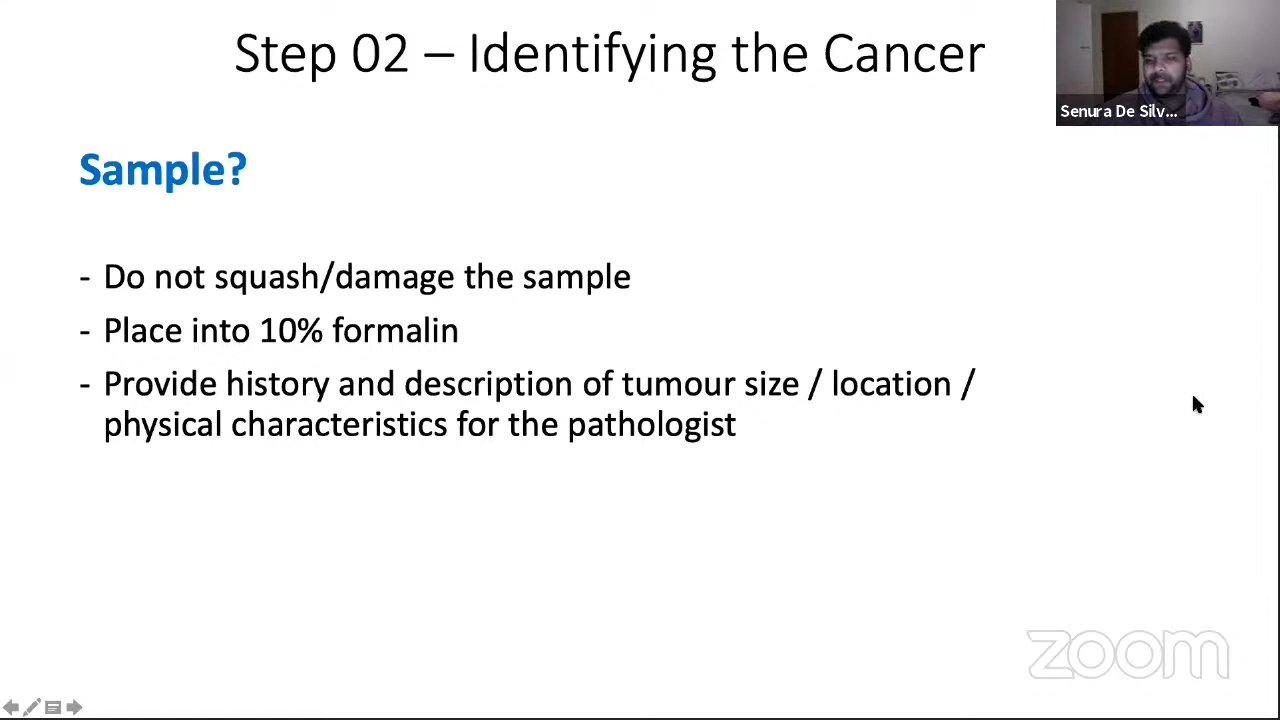 Step 02 – Identifying the Cancer
Senura De Silv...
Sample?
- Do not squash/damage the sample
- Place into 10% formalin
- Provide history and description of tumour size / location /
physical characteristics for the pathologist
zoom